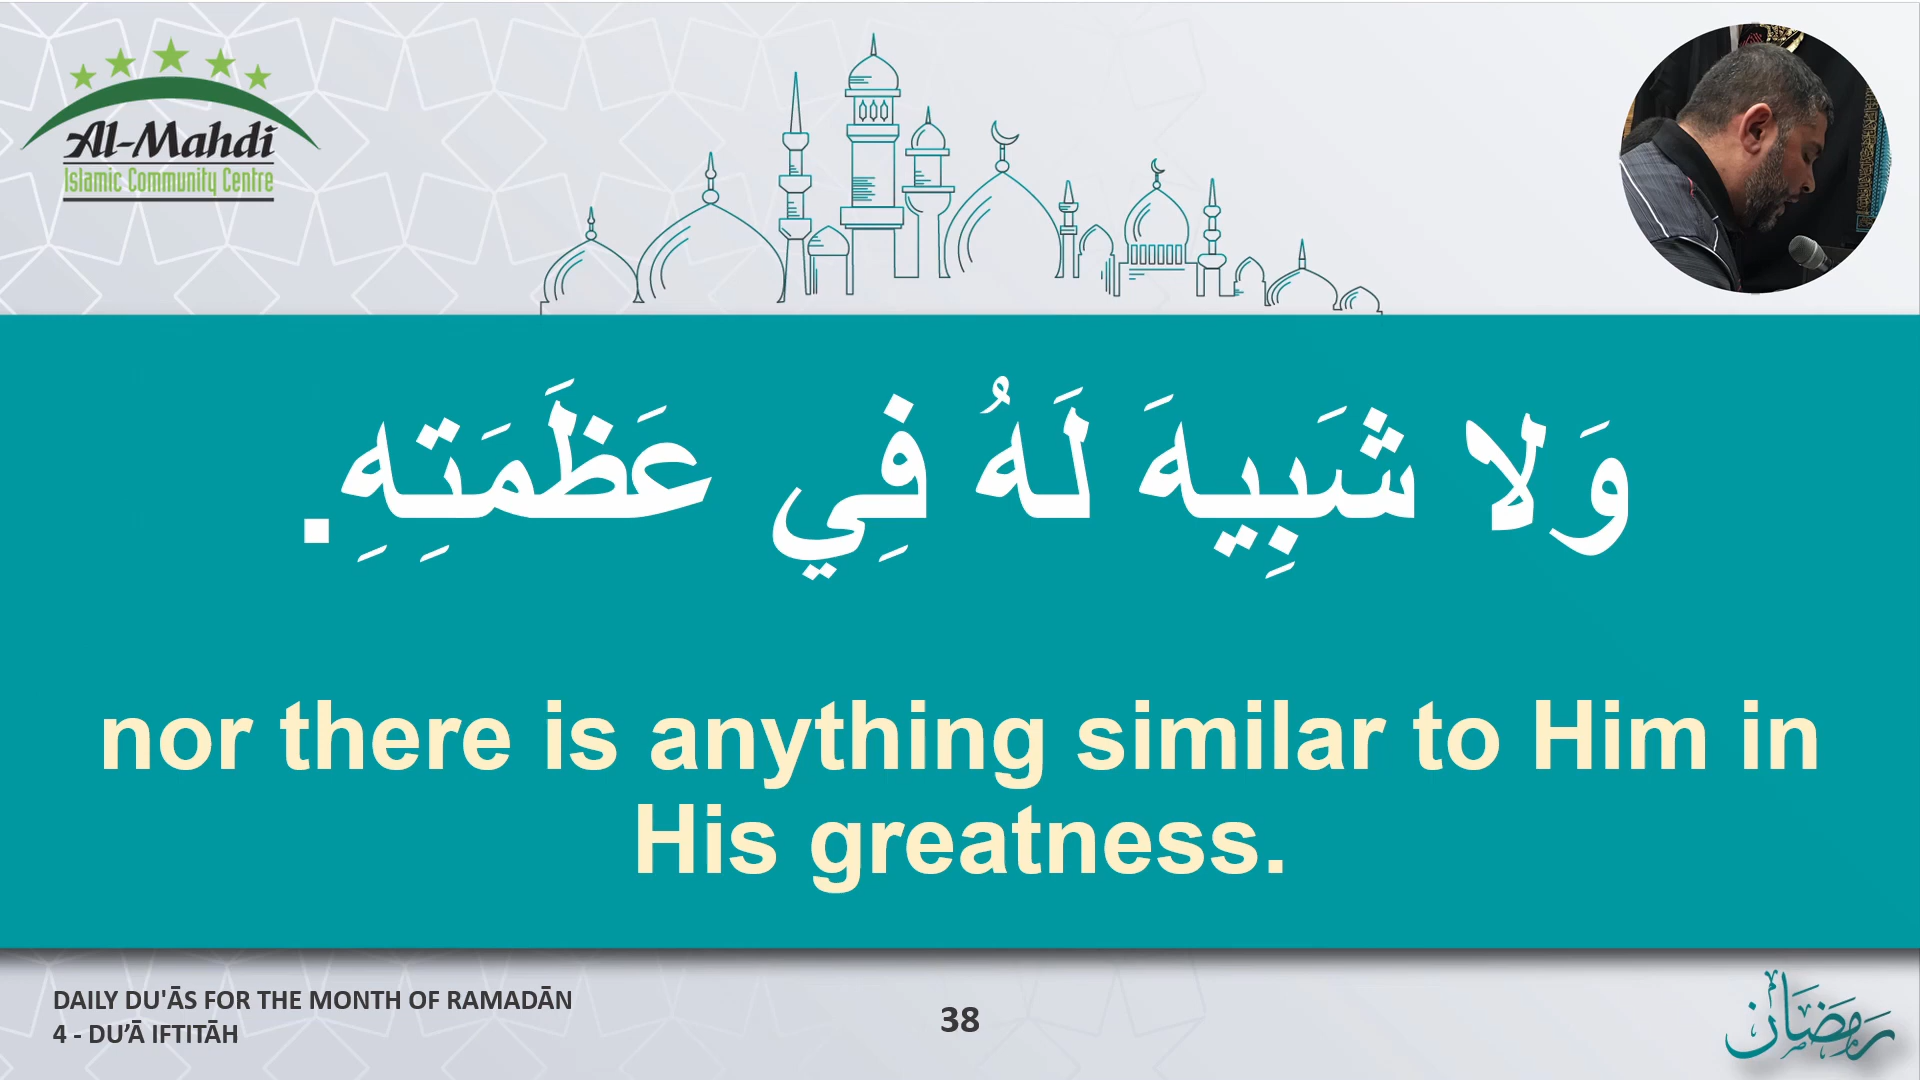 Al-Mahdi
Islamic Community Centre
وَلا شَبِيهَ لَهُ فِي عَظَمَتِهِ.
nor there is anything similar to Him in
His greatness.
DAILY DU'ĀS FOR THE MONTH OF RAMADĀN
4 - DU’Ā IFTITĀH
38
رَمَضَان